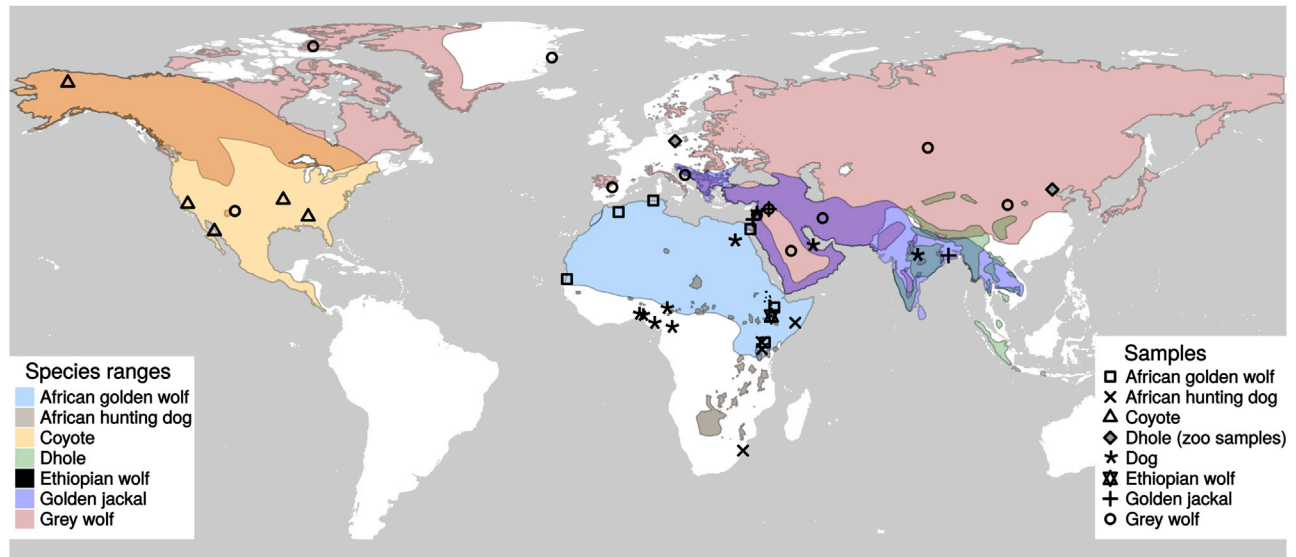 Species ranges
African golden wolf
African hunting dog
Coyote
Dhole
Ethiopian wolf
Golden jackal
Grey wolf
Samples
African golden wolf
African hunting dog
Coyote
Dhole (zoo samples)
Dog
Ethiopian wolf
Golden jackal
Grey wolf